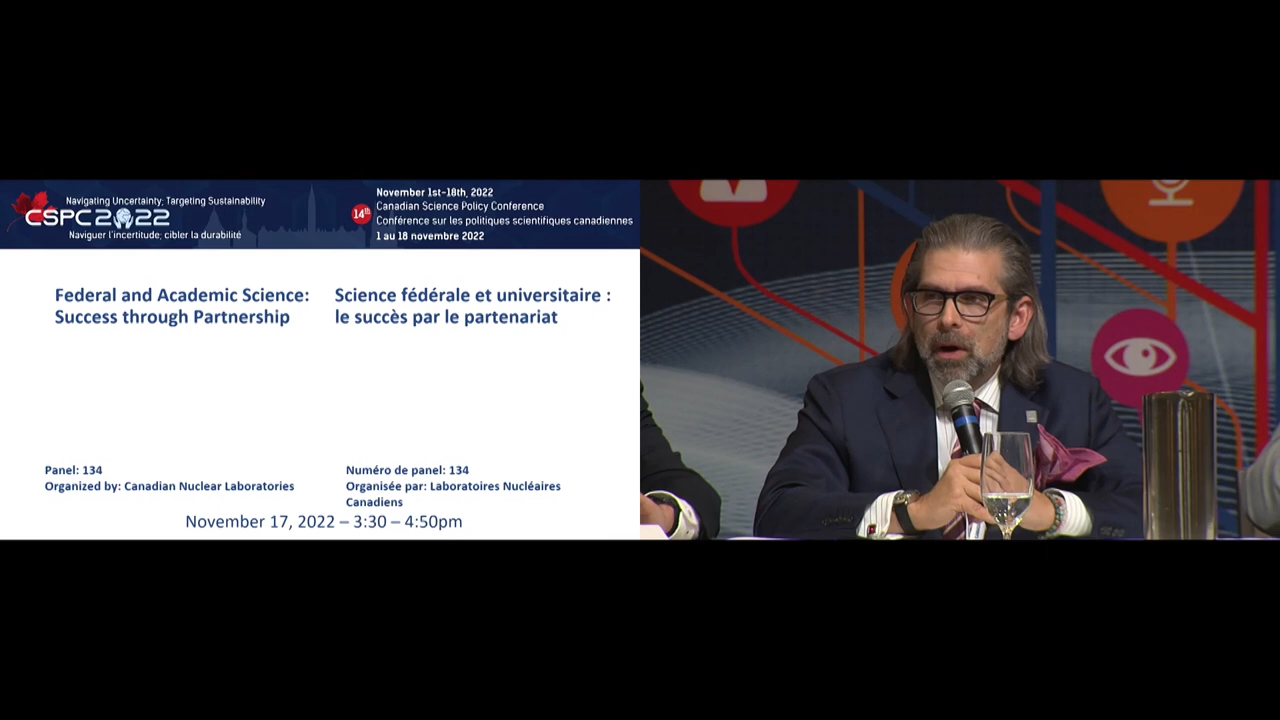 Navigating Uncertainty; Targeting Sustainability
CSPC 2022
Naviguer l'incertitude; cibler la durabilité
14th
November 1st-18th, 2022
Canadian Science Policy Conference
Conférence sur les politiques scientifiques canadiennes
1 au 18 novembre 2022
Federal and Academic Science:
Success through Partnership
Science fédérale et universitaire :
le succès par le partenariat
Panel: 134
Organized by: Canadian Nuclear Laboratories
Numéro de panel: 134
Organisée par: Laboratoires Nucléaires
Canadiens
November 17, 2022 – 3:30 – 4:50pm